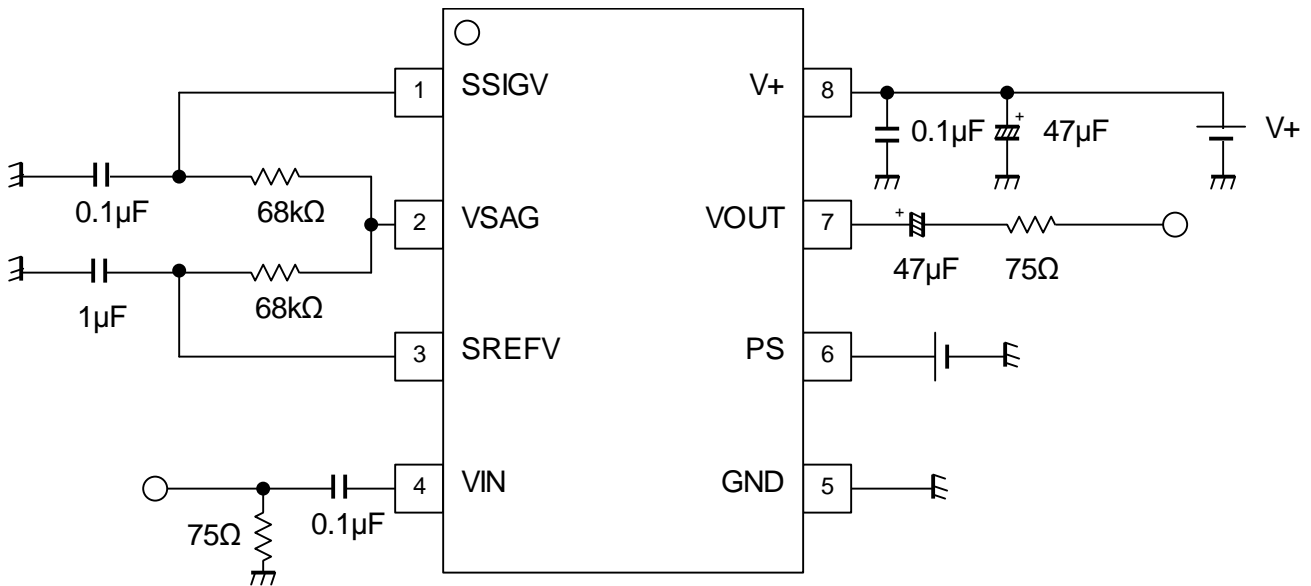 1 SSIGV V+ 8
0.1µF + 47µF V+
0.1µF 68kΩ
2 VSAG VOUT 7 +
47µF 75Ω
1µF 68kΩ
3 SREFV PS 6
4 VIN GND 5
75Ω 0.1µF